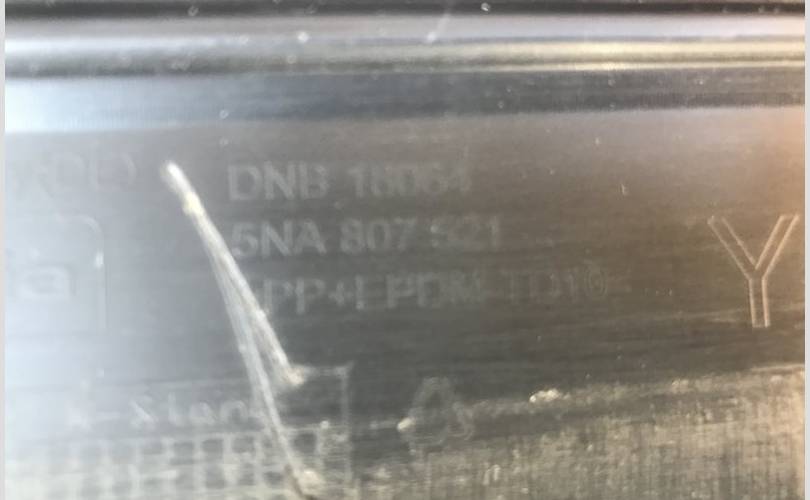 DNB 18064
5NA 807 521
PP+EPDM-TD10
Y